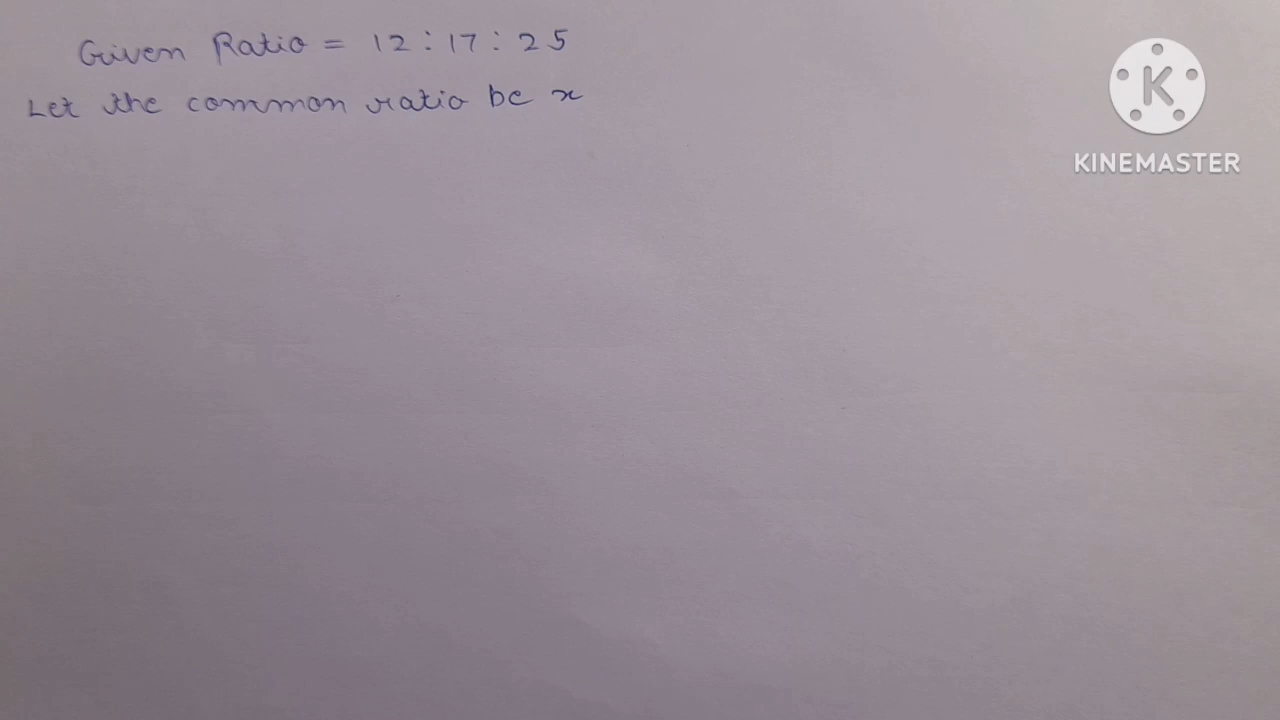 Given Ratio = 12:17:25
Let the common ratio be x
K
KINEMASTER